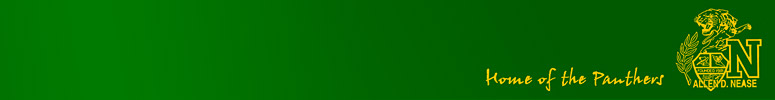 Home of the Panthers
N
ALLEN D. NEASE